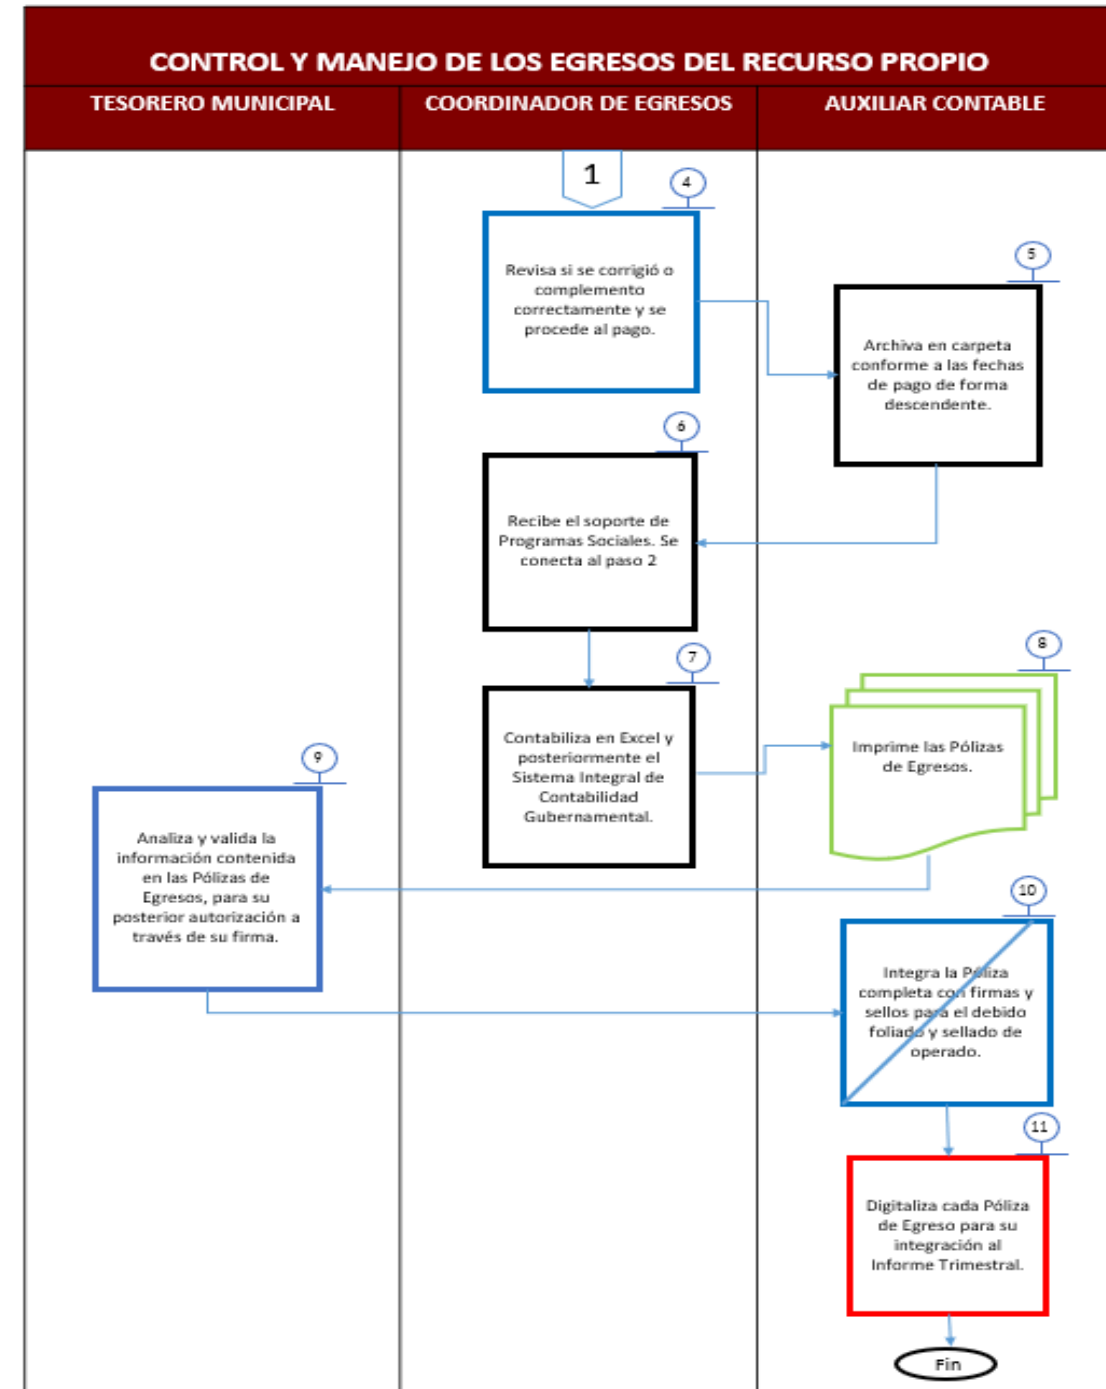 CONTROL Y MANEJO DE LOS EGRESOS DEL RECURSO PROPIO
TESORERO MUNICIPAL
COORDINADOR DE EGRESOS
AUXILIAR CONTABLE
1
4
Revisa si se corrigió o
complemento
correctamente y se
procede al pago.
5
Archiva en carpeta
conforme a las fechas
de pago de forma
descendente.
6
Recibe el soporte de
Programas Sociales. Se
conecta al paso 2
7
Contabiliza en Excel y
posteriormente el
Sistema Integral de
Contabilidad
Gubernamental.
8
Imprime las Pólizas
de Egresos.
9
Analiza y valida la
información contenida
en las Pólizas de
Egresos, para su
posterior autorización a
través de su firma.
10
Integra la Póliza
completa con firmas y
sellos para el debido
foliado y sellado de
operado.
11
Digitaliza cada Póliza
de Egreso para su
integración al
Informe Trimestral.
Fin